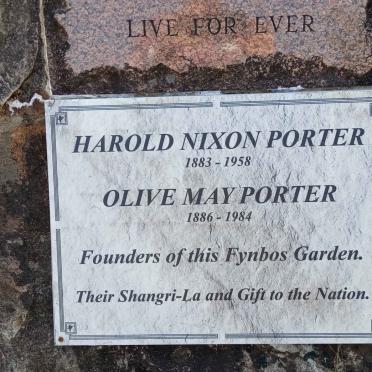 LIVE FOR EVER
HAROLD NIXON PORTER
1883 - 1958
OLIVE MAY PORTER
1886 - 1984
Founders of this Fynbos Garden.
Their Shangri-La and Gift to the Nation.